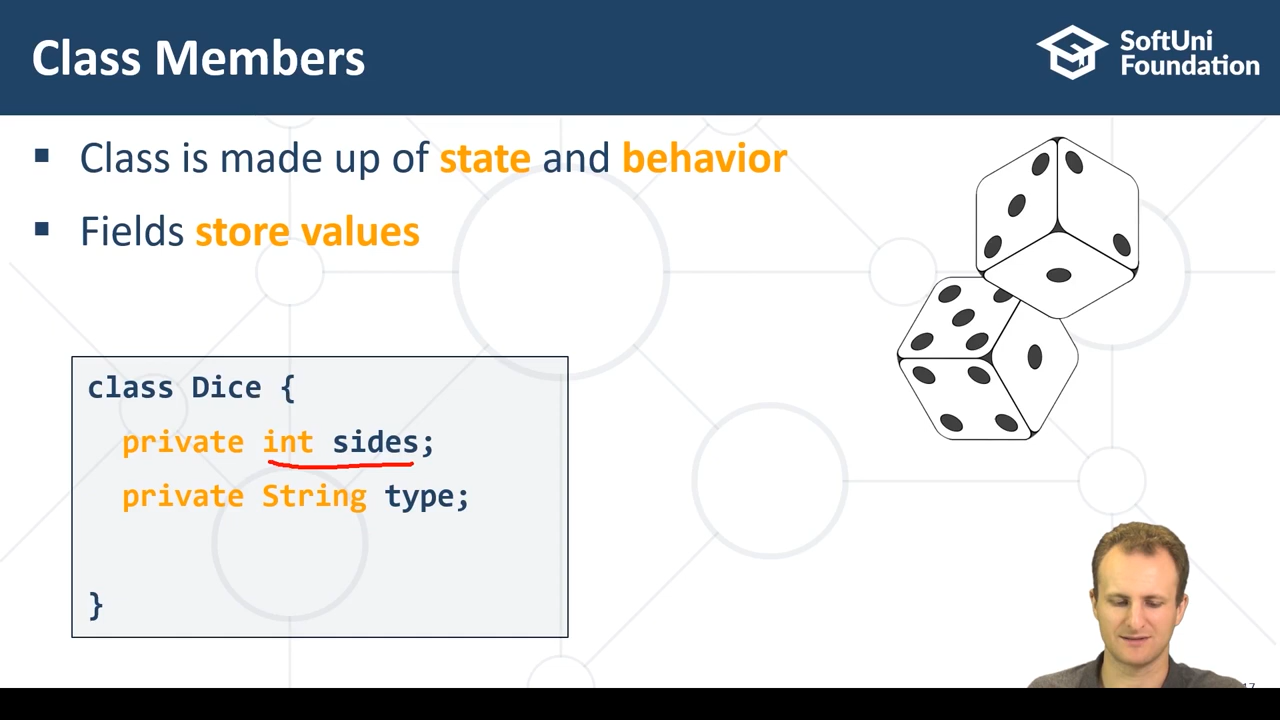 Class Members
SoftUni
Foundation
▪ Class is made up of state and behavior
▪ Fields store values
class Dice {
private int sides;
private String type;
}
17